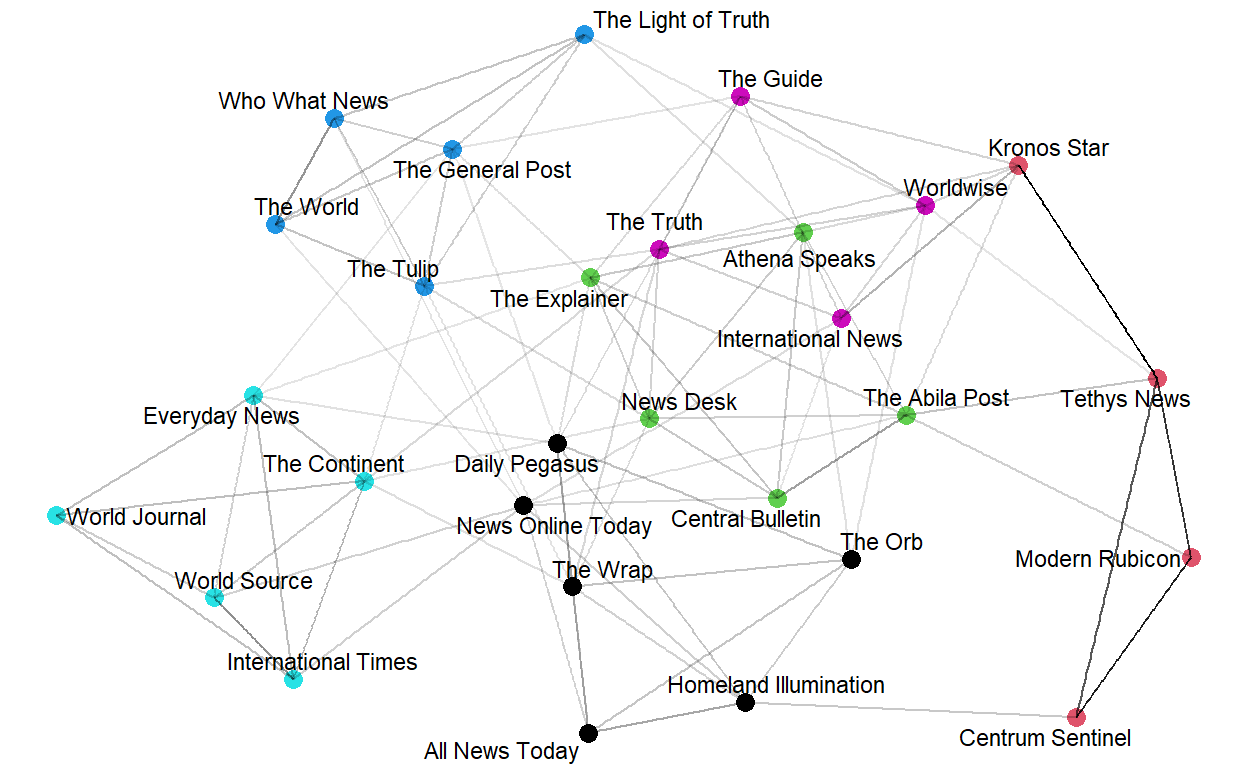 The Light of Truth
The Guide
Who What News
Kronos Star
The General Post
Worldwise
The World
The Truth
Athena Speaks
The Tulip
The Explainer
International News
Tethys News
The Abila Post
News Desk
Everyday News
The Continent
Daily Pegasus
World Journal
Central Bulletin
News Online Today
The Orb
Modern Rubicon
The Wrap
World Source
International Times
Homeland Illumination
Centrum Sentinel
All News Today